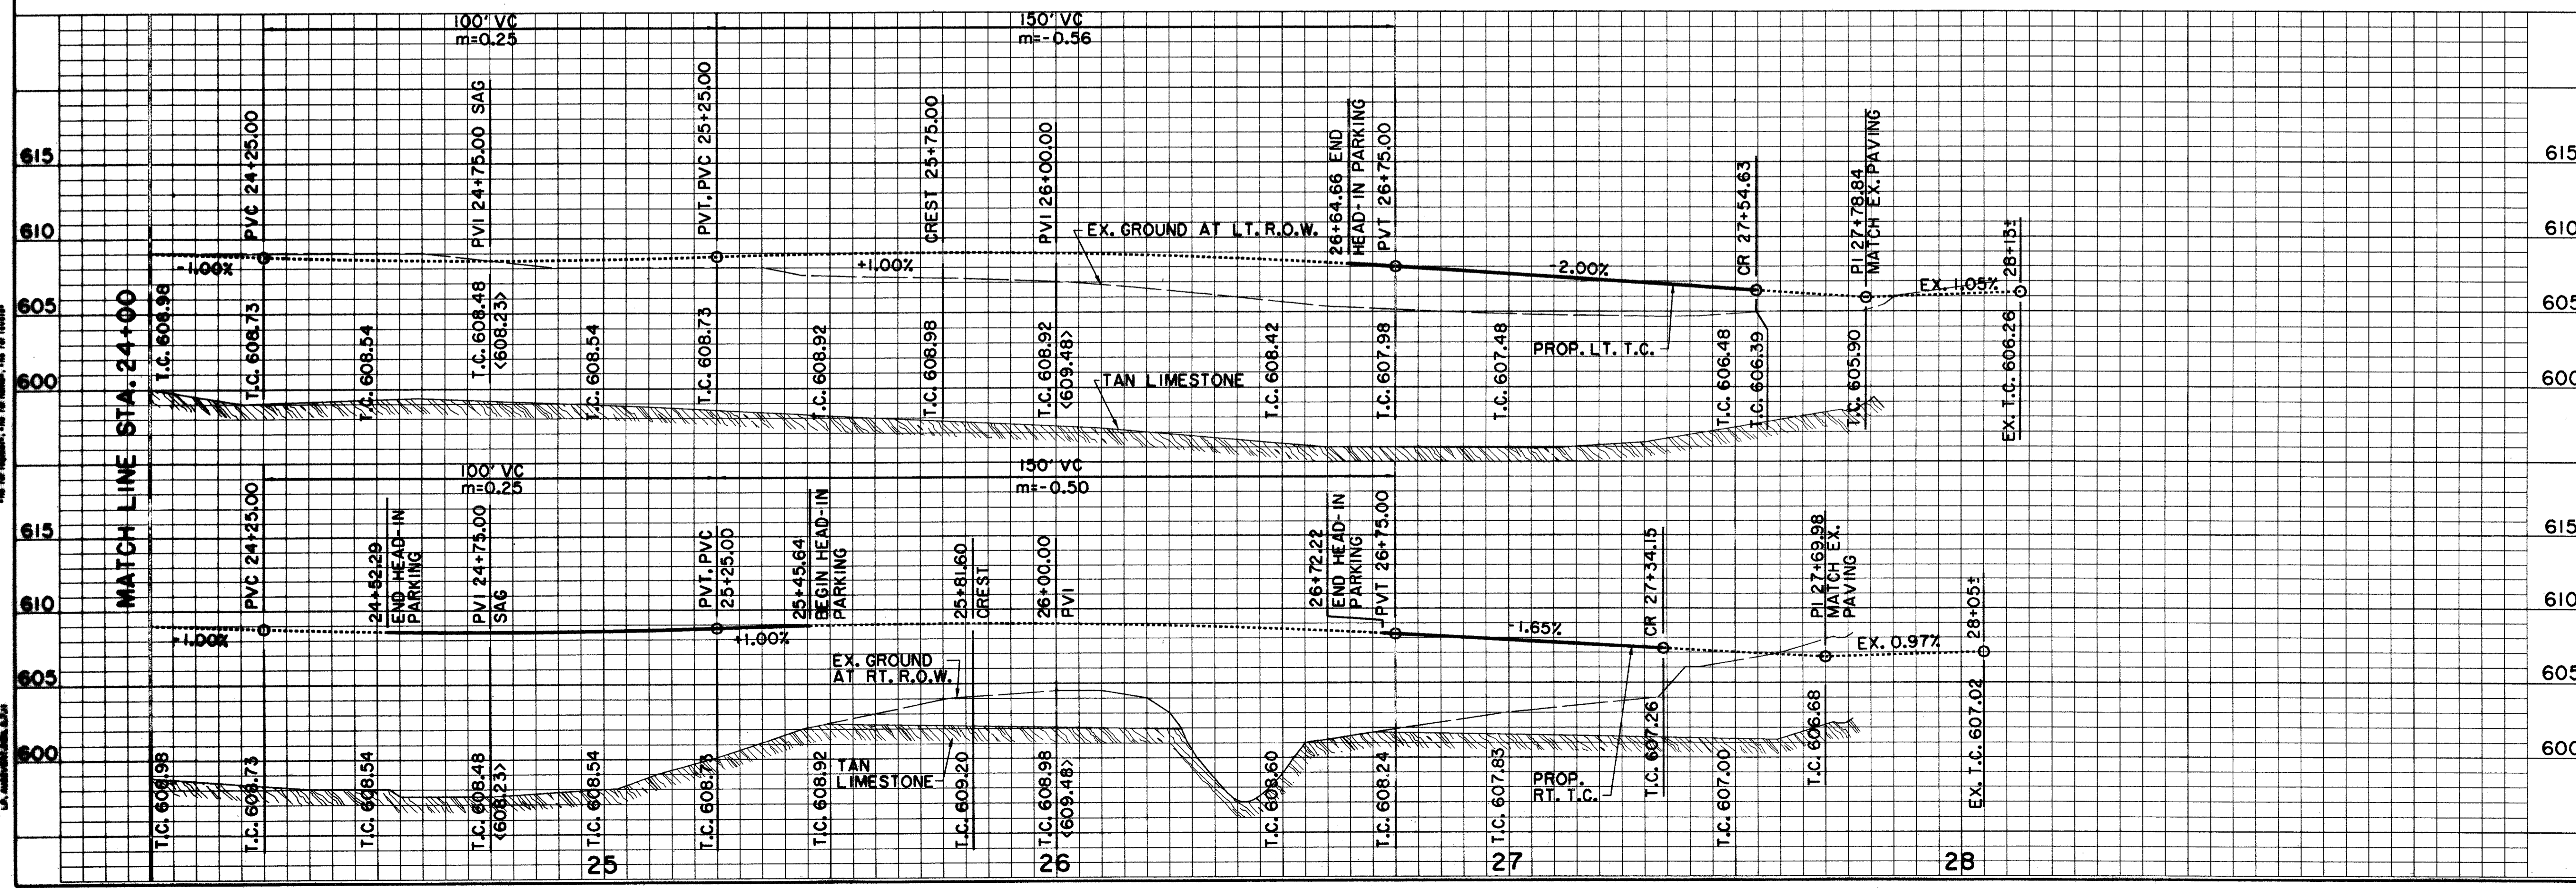 100' VC
m=0.25
150' VC
m=-0.56
615
610
605
600
615
610
605
600
MATCH LINE STA. 24+00
PVC 24+25.00
PVI 24+75.00 SAG
PVT, PVC 25+25.00
CREST 25+75.00
PVI 26+00.00
26+64.66 END
HEAD-IN PARKING
PVT 26+75.00
CR 27+54.63
PI 27+78.84
MATCH EX. PAVING
28+13±
-1.00%
+1.00%
EX. GROUND AT LT. R.O.W.
-2.00%
EX. 1.05%
PROP. LT. T.C.
TAN LIMESTONE
T.C. 608.98
T.C. 608.73
T.C. 608.54
T.C. 608.48
<608.23>
T.C. 608.54
T.C. 608.73
T.C. 608.92
T.C. 608.98
T.C. 608.92
<609.48>
T.C. 608.42
T.C. 607.98
T.C. 607.48
T.C. 606.48
T.C. 606.39
T.C. 605.90
EX. T.C. 606.26
100' VC
m=0.25
150' VC
m=-0.50
615
610
605
600
615
610
605
600
PVC 24+25.00
24+52.29
END HEAD-IN
PARKING
PVI 24+75.00
SAG
PVT, PVC
25+25.00
25+45.64
BEGIN HEAD-IN
PARKING
25+81.60
CREST
26+00.00
PVI
26+72.22
END HEAD-IN
PARKING
PVT 26+75.00
CR 27+34.15
PI 27+69.98
MATCH EX.
PAVING
28+05±
-1.00%
+1.00%
-1.65%
EX. 0.97%
EX. GROUND
AT RT. R.O.W.
TAN
LIMESTONE
PROP.
RT. T.C.
T.C. 608.98
T.C. 608.73
T.C. 608.54
T.C. 608.48
<608.23>
T.C. 608.54
T.C. 608.73
T.C. 608.92
T.C. 609.20
T.C. 608.98
<609.48>
T.C. 608.60
T.C. 608.24
T.C. 607.83
T.C. 607.26
T.C. 607.00
T.C. 606.68
EX. T.C. 607.02
25
26
27
28